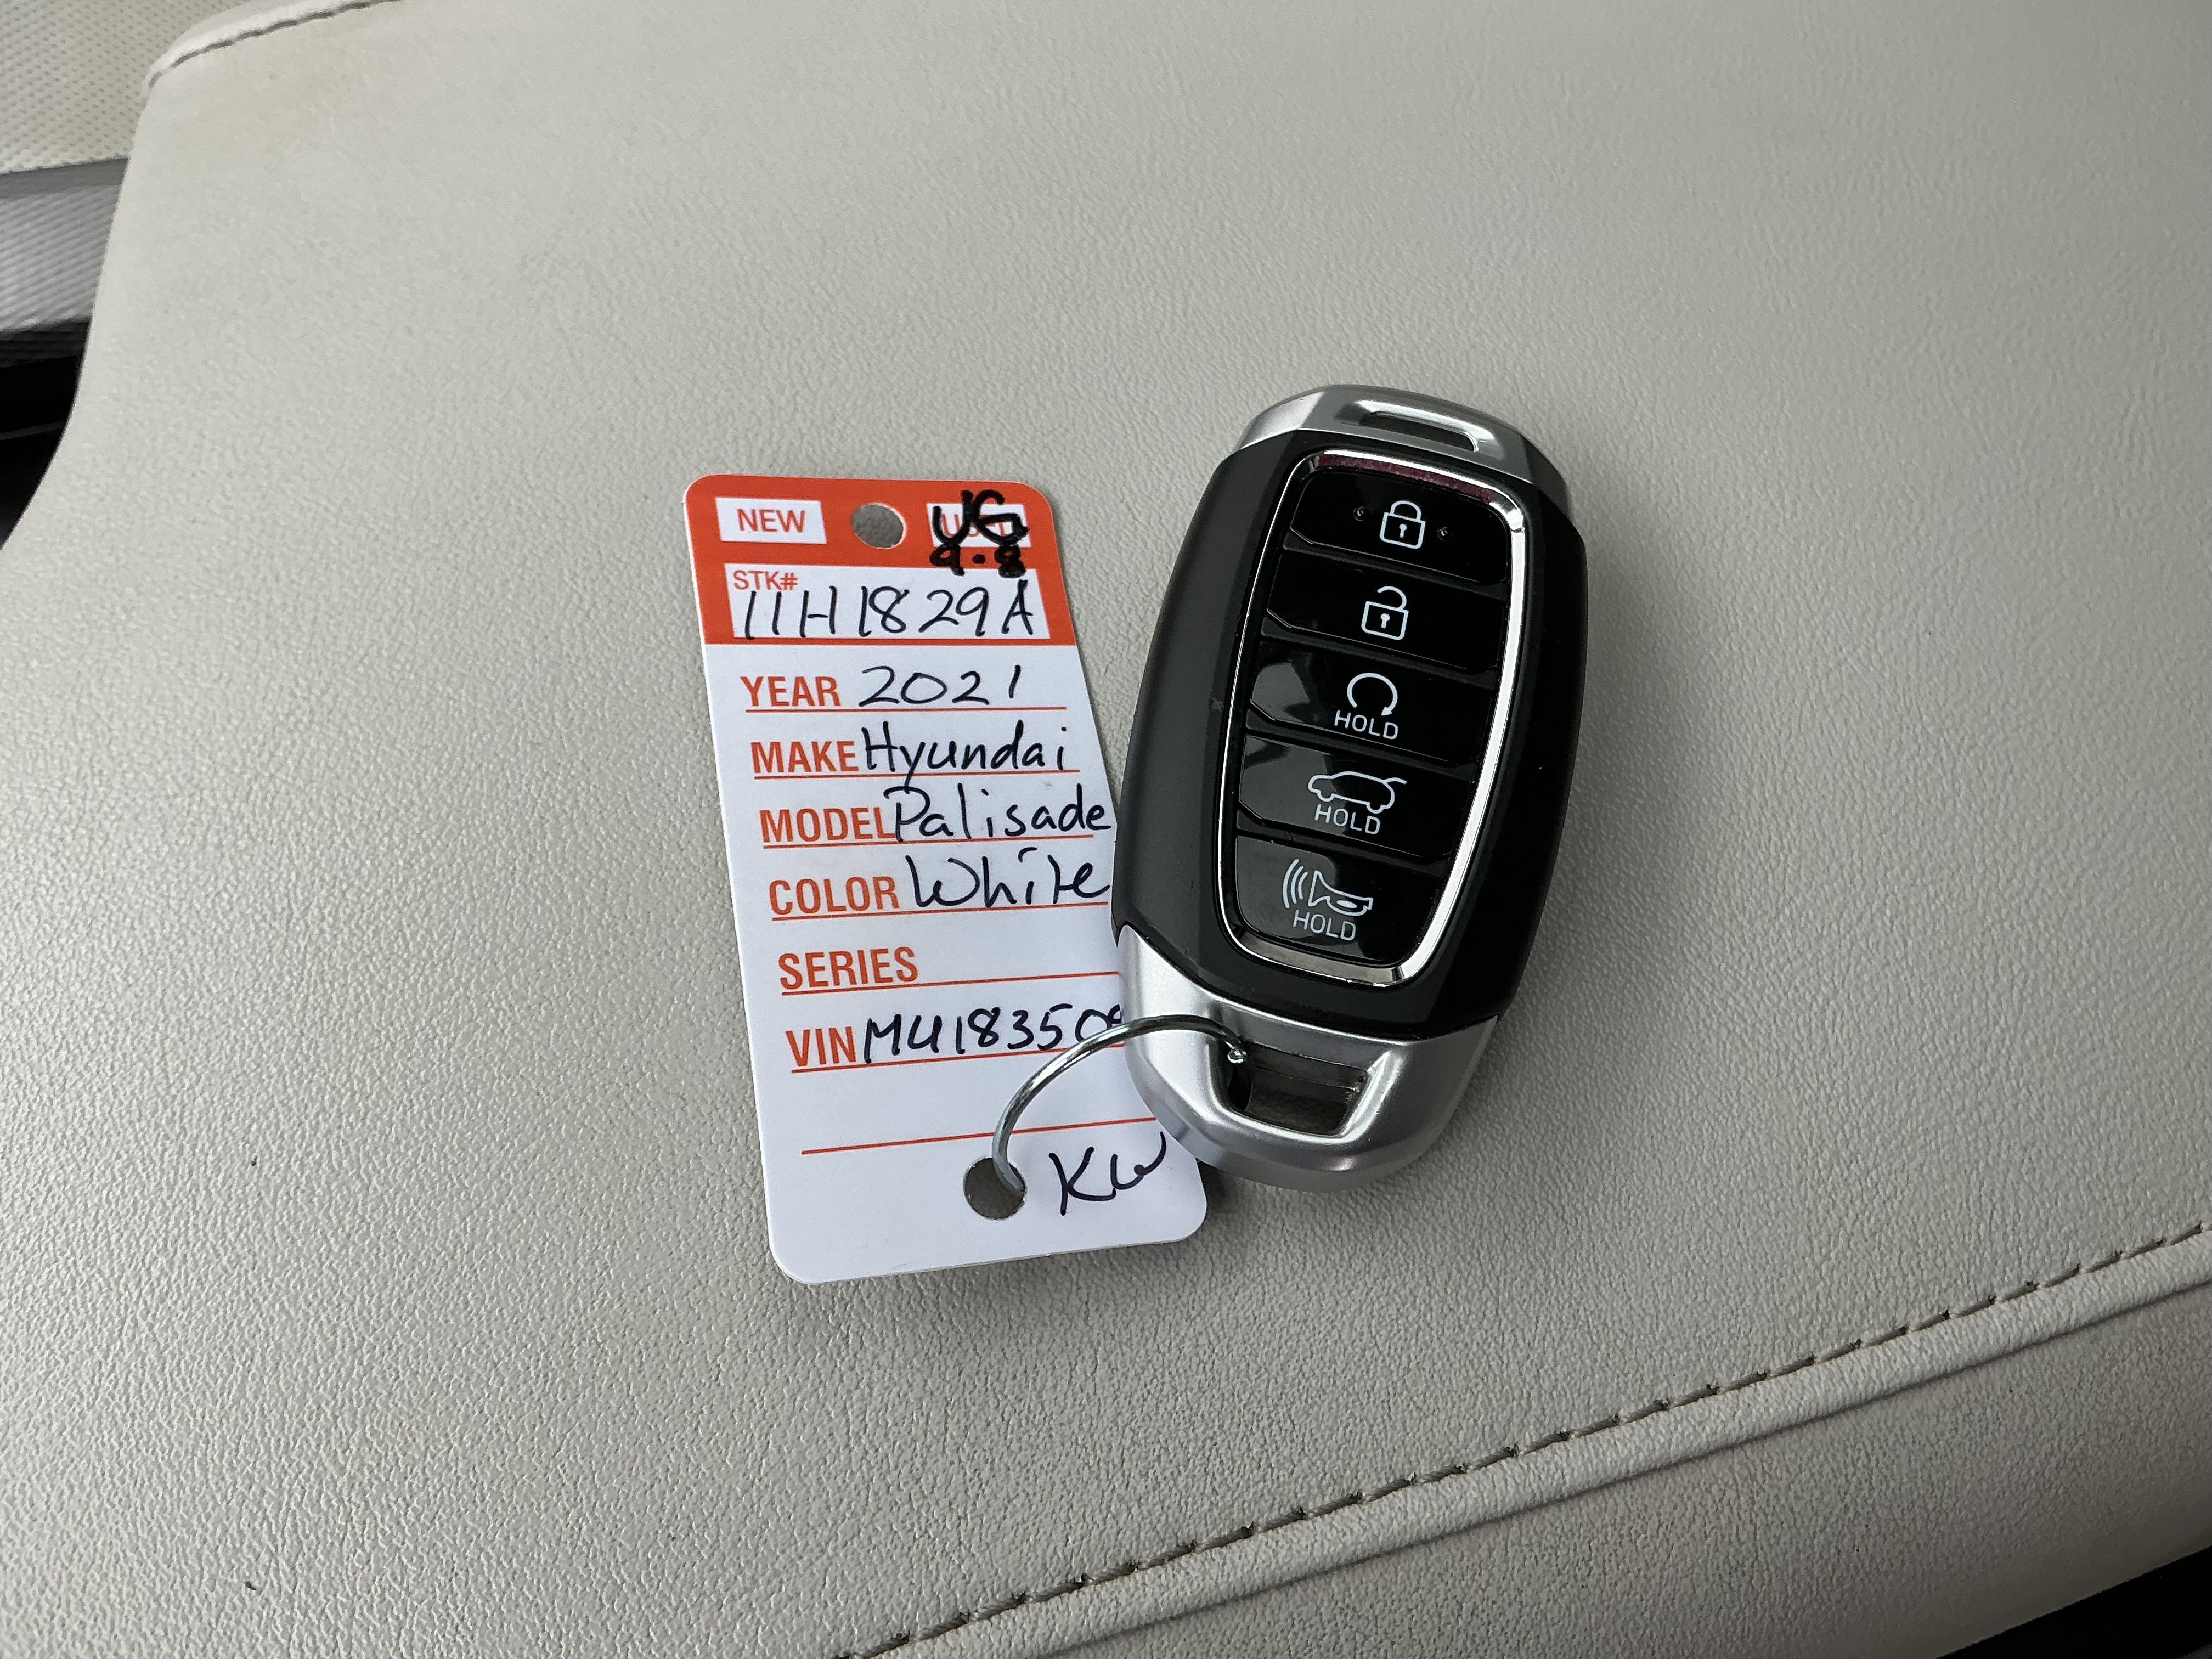 NEW
UG
9.8
STK#
11H1829A
YEAR 2021
MAKE Hyundai
MODEL Palisade
COLOR White
SERIES
VIN MU18350
KW
HOLD
HOLD
HOLD